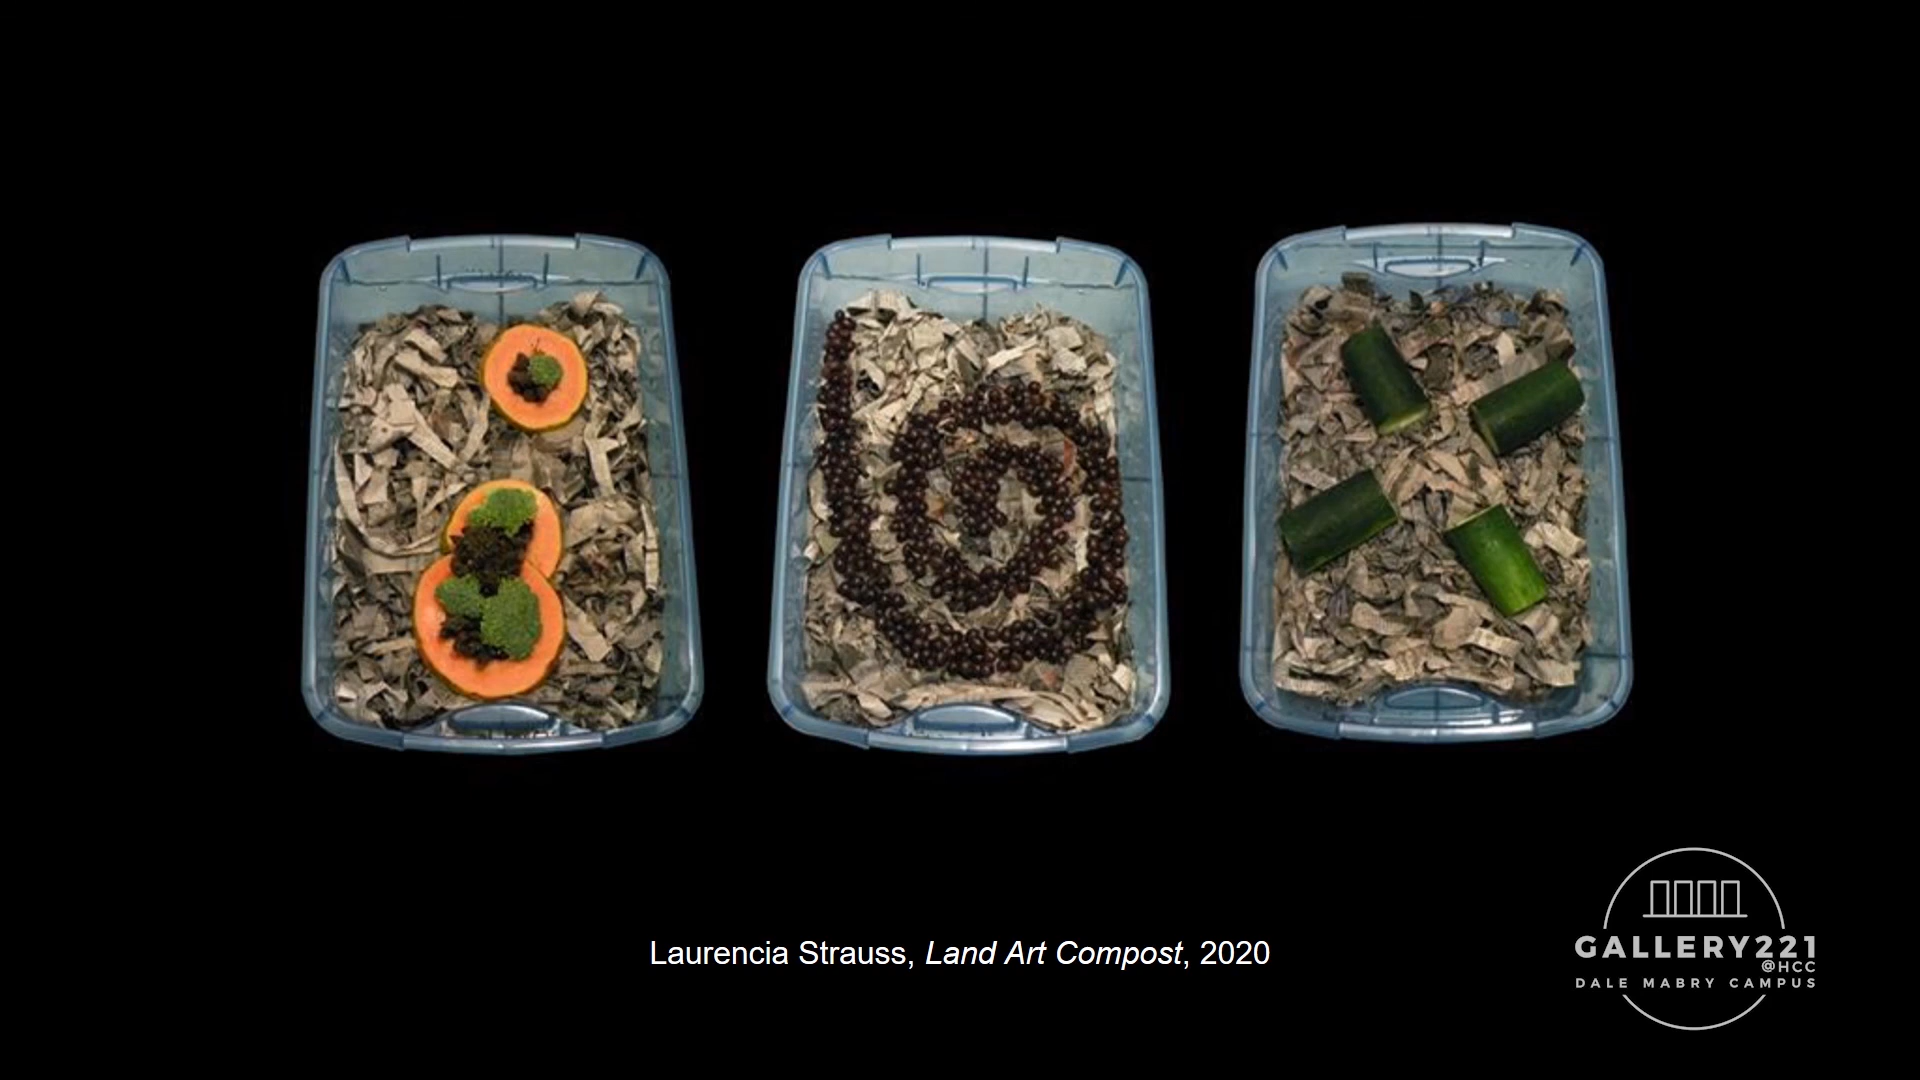 Laurencia Strauss, Land Art Compost, 2020
GALLERY221
@HCC
DALE MABRY CAMPUS